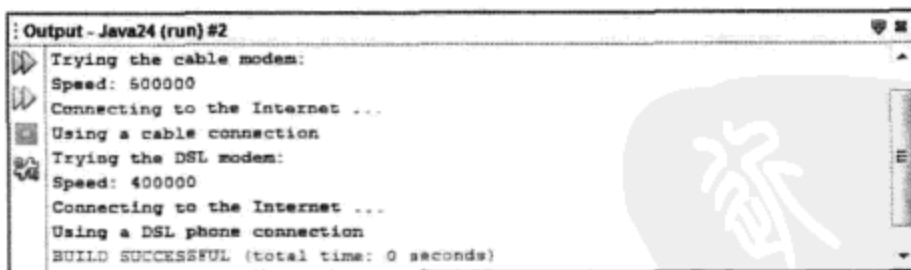 Output - Java24 (run) #2
Trying the cable modem:
Speed: 500000
Connecting to the Internet ...
Using a cable connection
Trying the DSL modem:
Speed: 400000
Connecting to the Internet ...
Using a DSL phone connection
BUILD SUCCESSFUL (total time: 0 seconds)